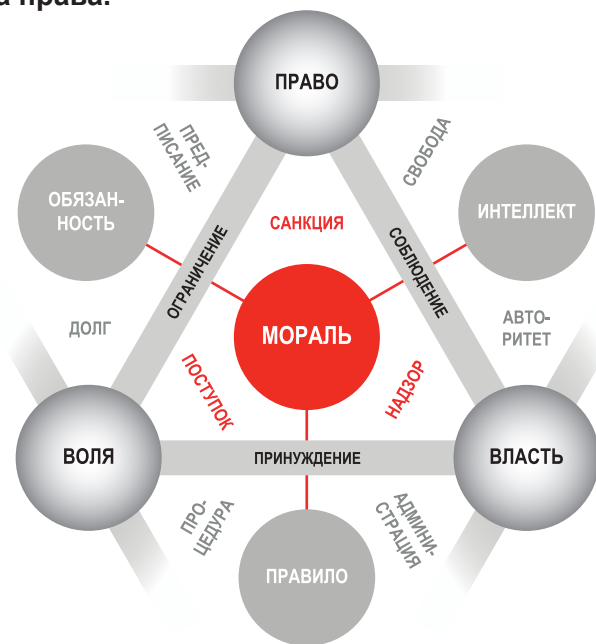 а права.
ПРАВО
ПРЕД-
ПИСАНИЕ
СВОБОДА
ОБЯЗАН-
НОСТЬ
ИНТЕЛЛЕКТ
САНКЦИЯ
ОГРАНИЧЕНИЕ
СОБЛЮДЕНИЕ
МОРАЛЬ
ДОЛГ
АВТО-
РИТЕТ
ПОСТУПОК
НАДЗОР
ВОЛЯ
ПРИНУЖДЕНИЕ
ВЛАСТЬ
ПРО-
ЦЕДУРА
АДМИНИ-
СТРАЦИЯ
ПРАВИЛО